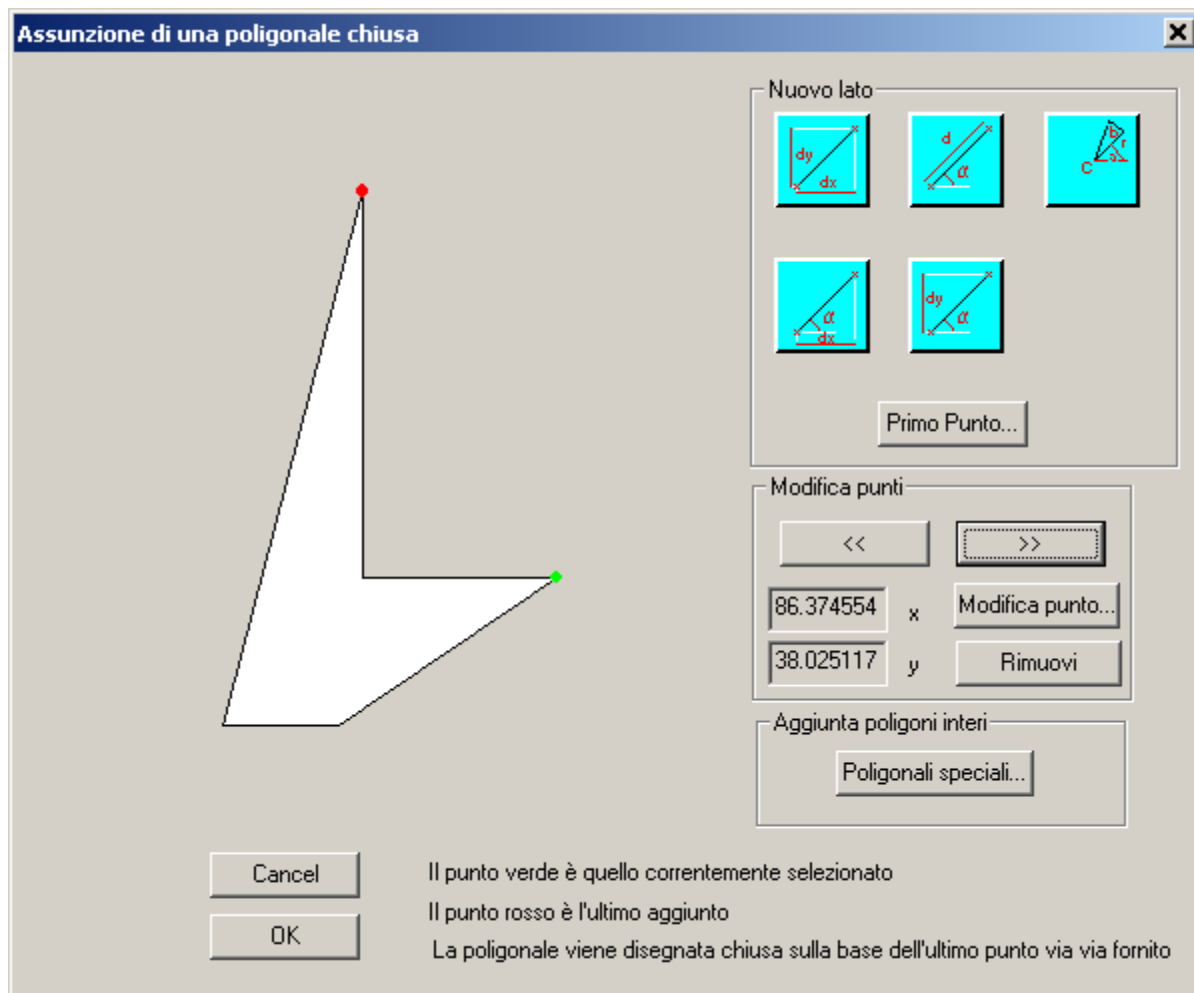 Assunzione di una poligonale chiusa
Nuovo lato
dy
dx
d
α
b
r
a
C
α
dx
dy
α
Primo Punto...
Modifica punti
<<
>>
86.374554
x
Modifica punto...
38.025117
y
Rimuovi
Aggiunta poligoni interi
Poligonali speciali...
Cancel
Il punto verde è quello correntemente selezionato
Il punto rosso è l'ultimo aggiunto
OK
La poligonale viene disegnata chiusa sulla base dell'ultimo punto via via fornito